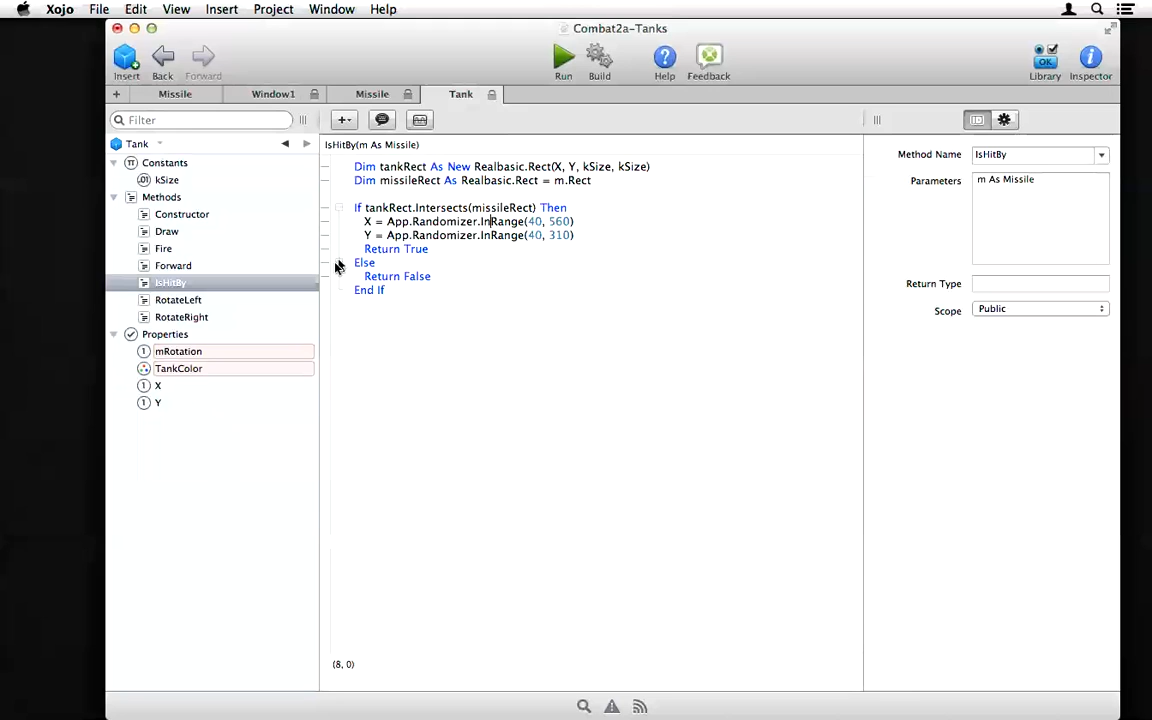 Xojo File Edit View Insert Project Window Help
Combat2a-Tanks
Insert Back Forward Run Build Help Feedback Library Inspector
OK
+ Missile Window1 Missile Tank
Filter
Tank
Constants
kSize
Methods
Constructor
Draw
Fire
Forward
IsHitBy
RotateLeft
RotateRight
Properties
mRotation
TankColor
X
Y
IsHitBy(m As Missile)
Dim tankRect As New Realbasic.Rect(X, Y, kSize, kSize)
Dim missileRect As Realbasic.Rect = m.Rect
If tankRect.Intersects(missileRect) Then
X = App.Randomizer.InRange(40, 560)
Y = App.Randomizer.InRange(40, 310)
Return True
Else
Return False
End If
(8, 0)
Method Name IsHitBy
Parameters m As Missile
Return Type
Scope Public